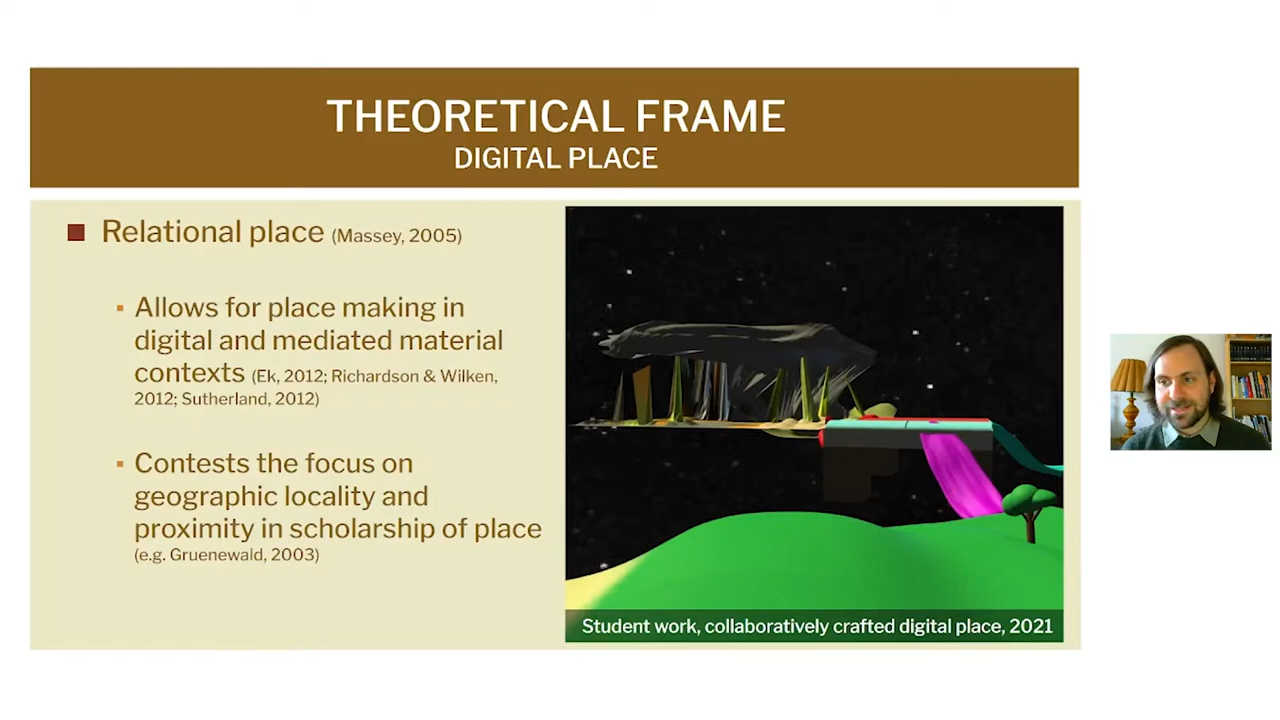 THEORETICAL FRAME
DIGITAL PLACE
Relational place (Massey, 2005)
Allows for place making in
digital and mediated material
contexts (Ek, 2012; Richardson & Wilken,
2012; Sutherland, 2012)
Contests the focus on
geographic locality and
proximity in scholarship of place
(e.g. Gruenewald, 2003)
Student work, collaboratively crafted digital place, 2021